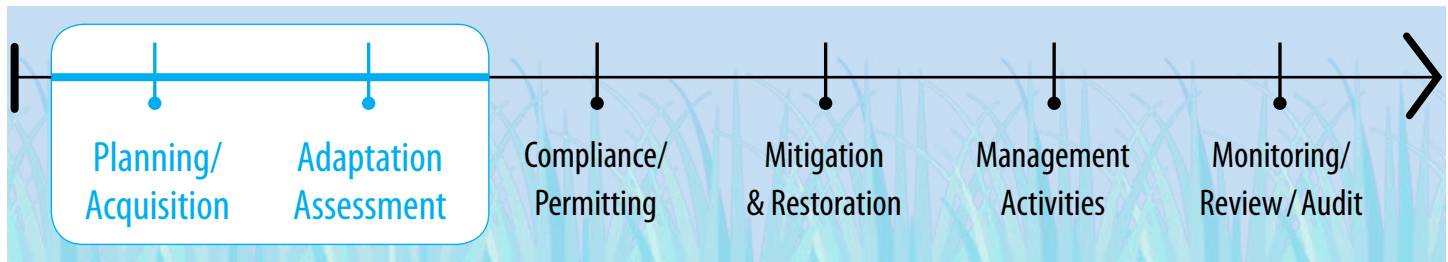 Planning/
Acquisition
Adaptation
Assessment
Compliance/
Permitting
Mitigation
& Restoration
Management
Activities
Monitoring/
Review / Audit